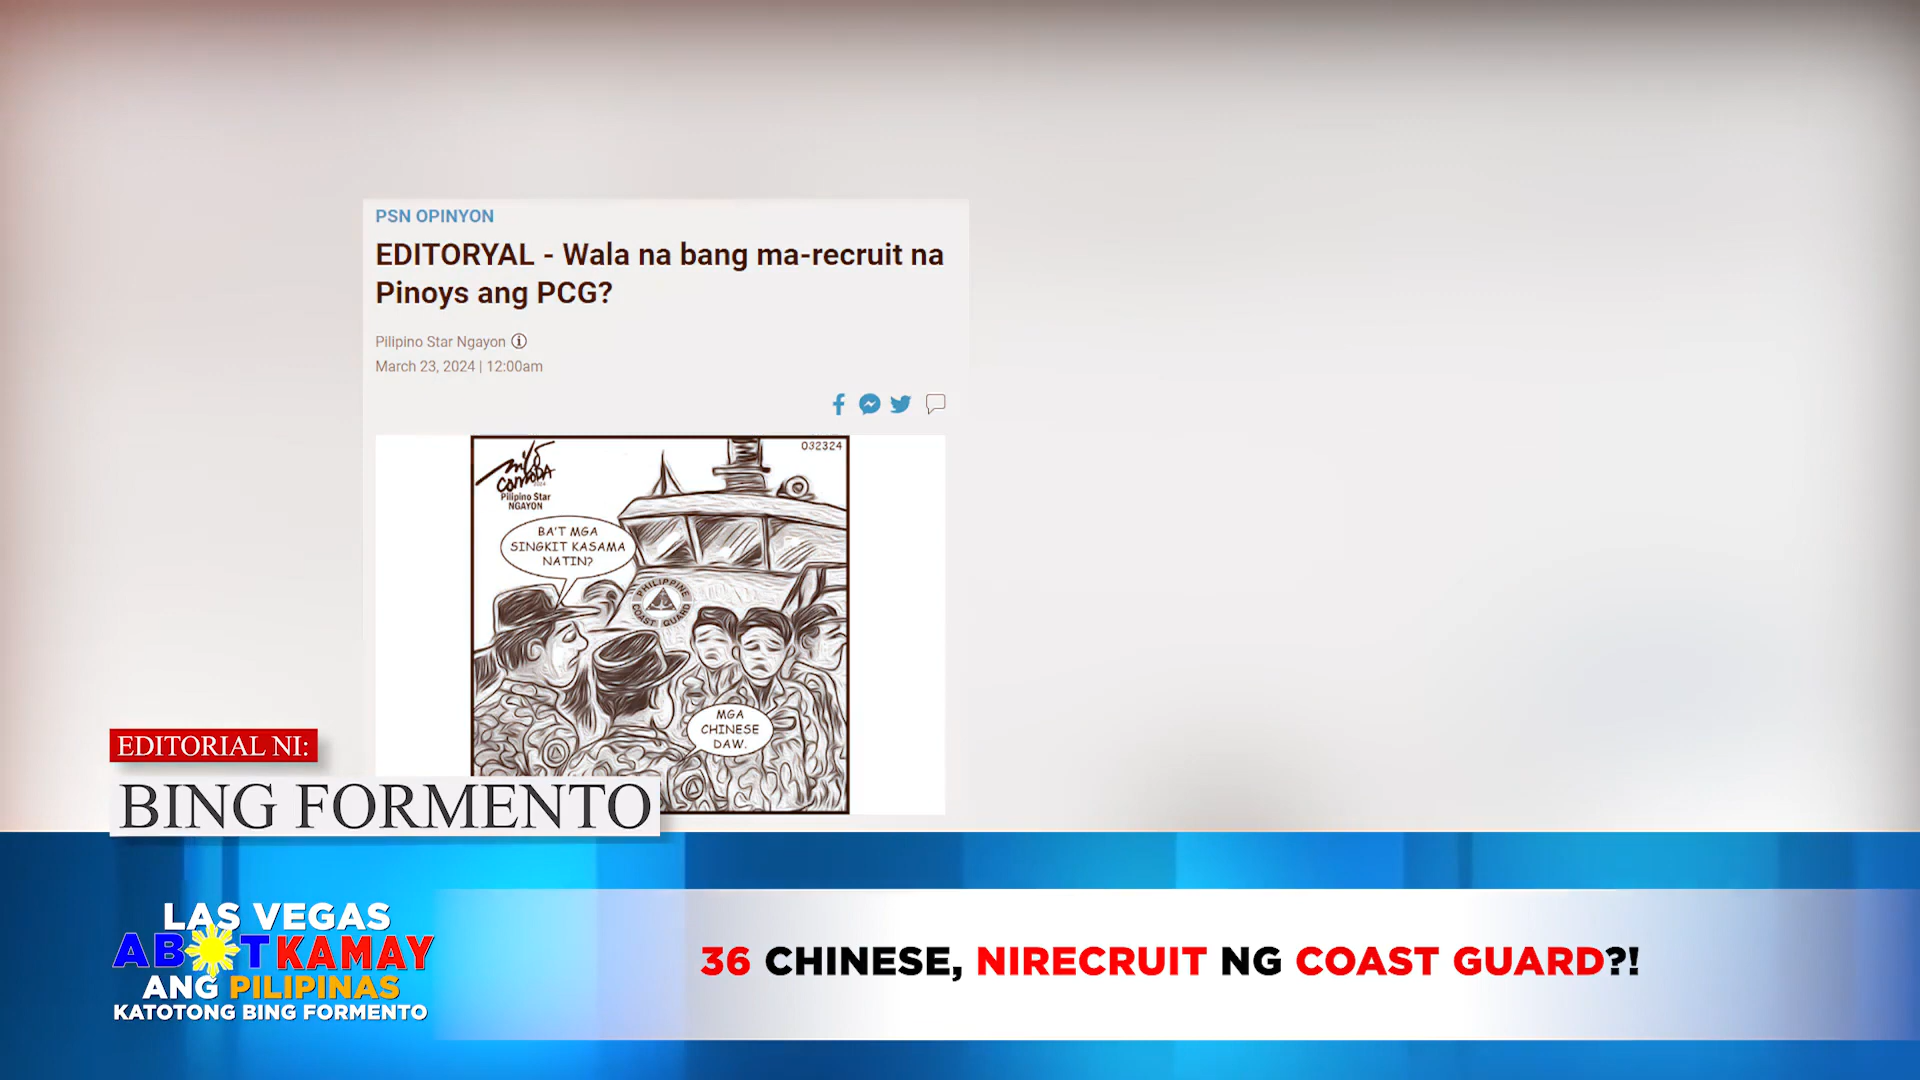 PSN OPINYON
EDITORYAL - Wala na bang ma-recruit na
Pinoys ang PCG?
Pilipino Star Ngayon
March 23, 2024 | 12:00am
032324
Pilipino Star
NGAYON
BA'T MGA
SINGKIT KASAMA
NATIN?
PHILIPPINE
COAST GUARD
MGA
CHINESE
DAW.
EDITORIAL NI:
BING FORMENTO
LAS VEGAS
ABOTKAMAY
ANG PILIPINAS
KATOTONG BING FORMENTO
36 CHINESE, NIRECRUIT NG COAST GUARD?!